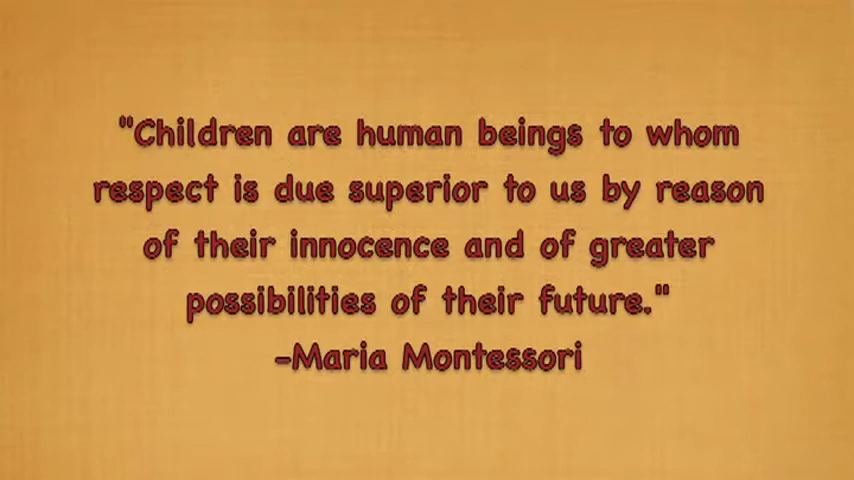 "Children are human beings to whom
respect is due superior to us by reason
of their innocence and of greater
possibilities of their future."
-Maria Montessori